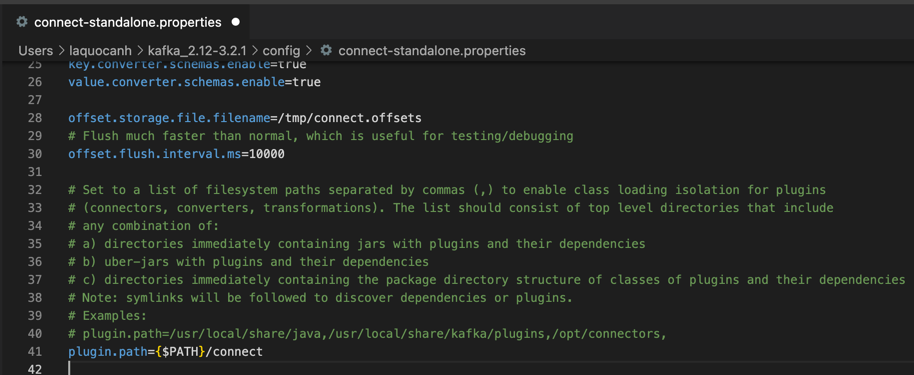 connect-standalone.properties
Users > laquocanh > kafka_2.12-3.2.1 > config > connect-standalone.properties
25 key.converter.schemas.enable=true
26 value.converter.schemas.enable=true
27
28 offset.storage.file.filename=/tmp/connect.offsets
29 # Flush much faster than normal, which is useful for testing/debugging
30 offset.flush.interval.ms=10000
31
32 # Set to a list of filesystem paths separated by commas (,) to enable class loading isolation for plugins
33 # (connectors, converters, transformations). The list should consist of top level directories that include
34 # any combination of:
35 # a) directories immediately containing jars with plugins and their dependencies
36 # b) uber-jars with plugins and their dependencies
37 # c) directories immediately containing the package directory structure of classes of plugins and their dependencies
38 # Note: symlinks will be followed to discover dependencies or plugins.
39 # Examples:
40 # plugin.path=/usr/local/share/java,/usr/local/share/kafka/plugins,/opt/connectors,
41 plugin.path={$PATH}/connect
42